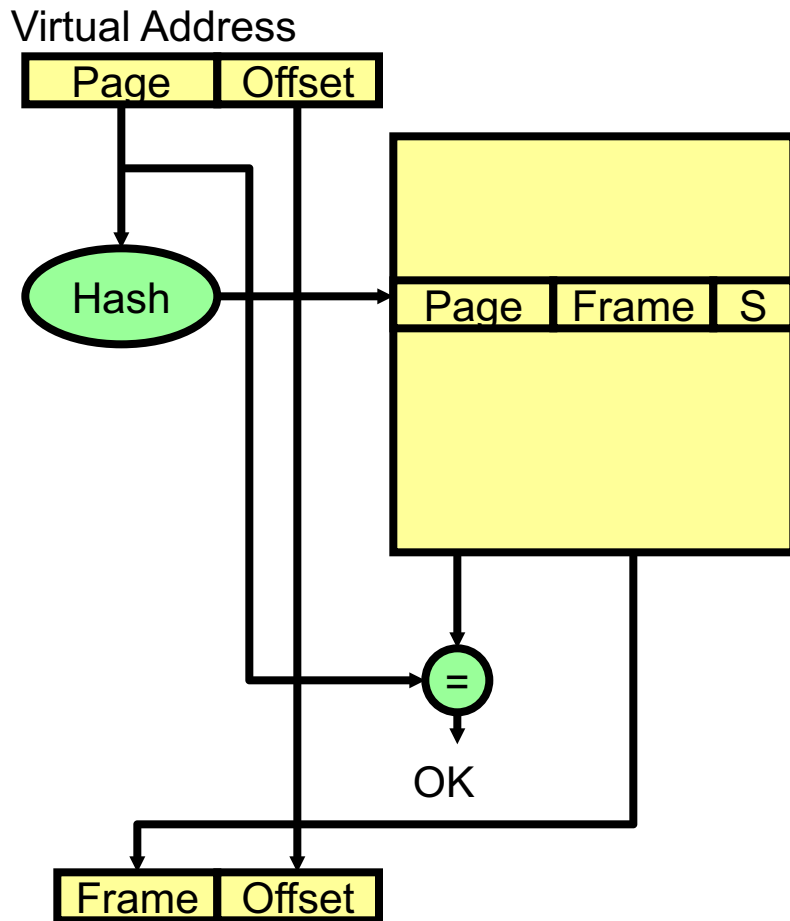 Virtual Address
Page Offset
Hash
Page Frame S
=
OK
Frame Offset